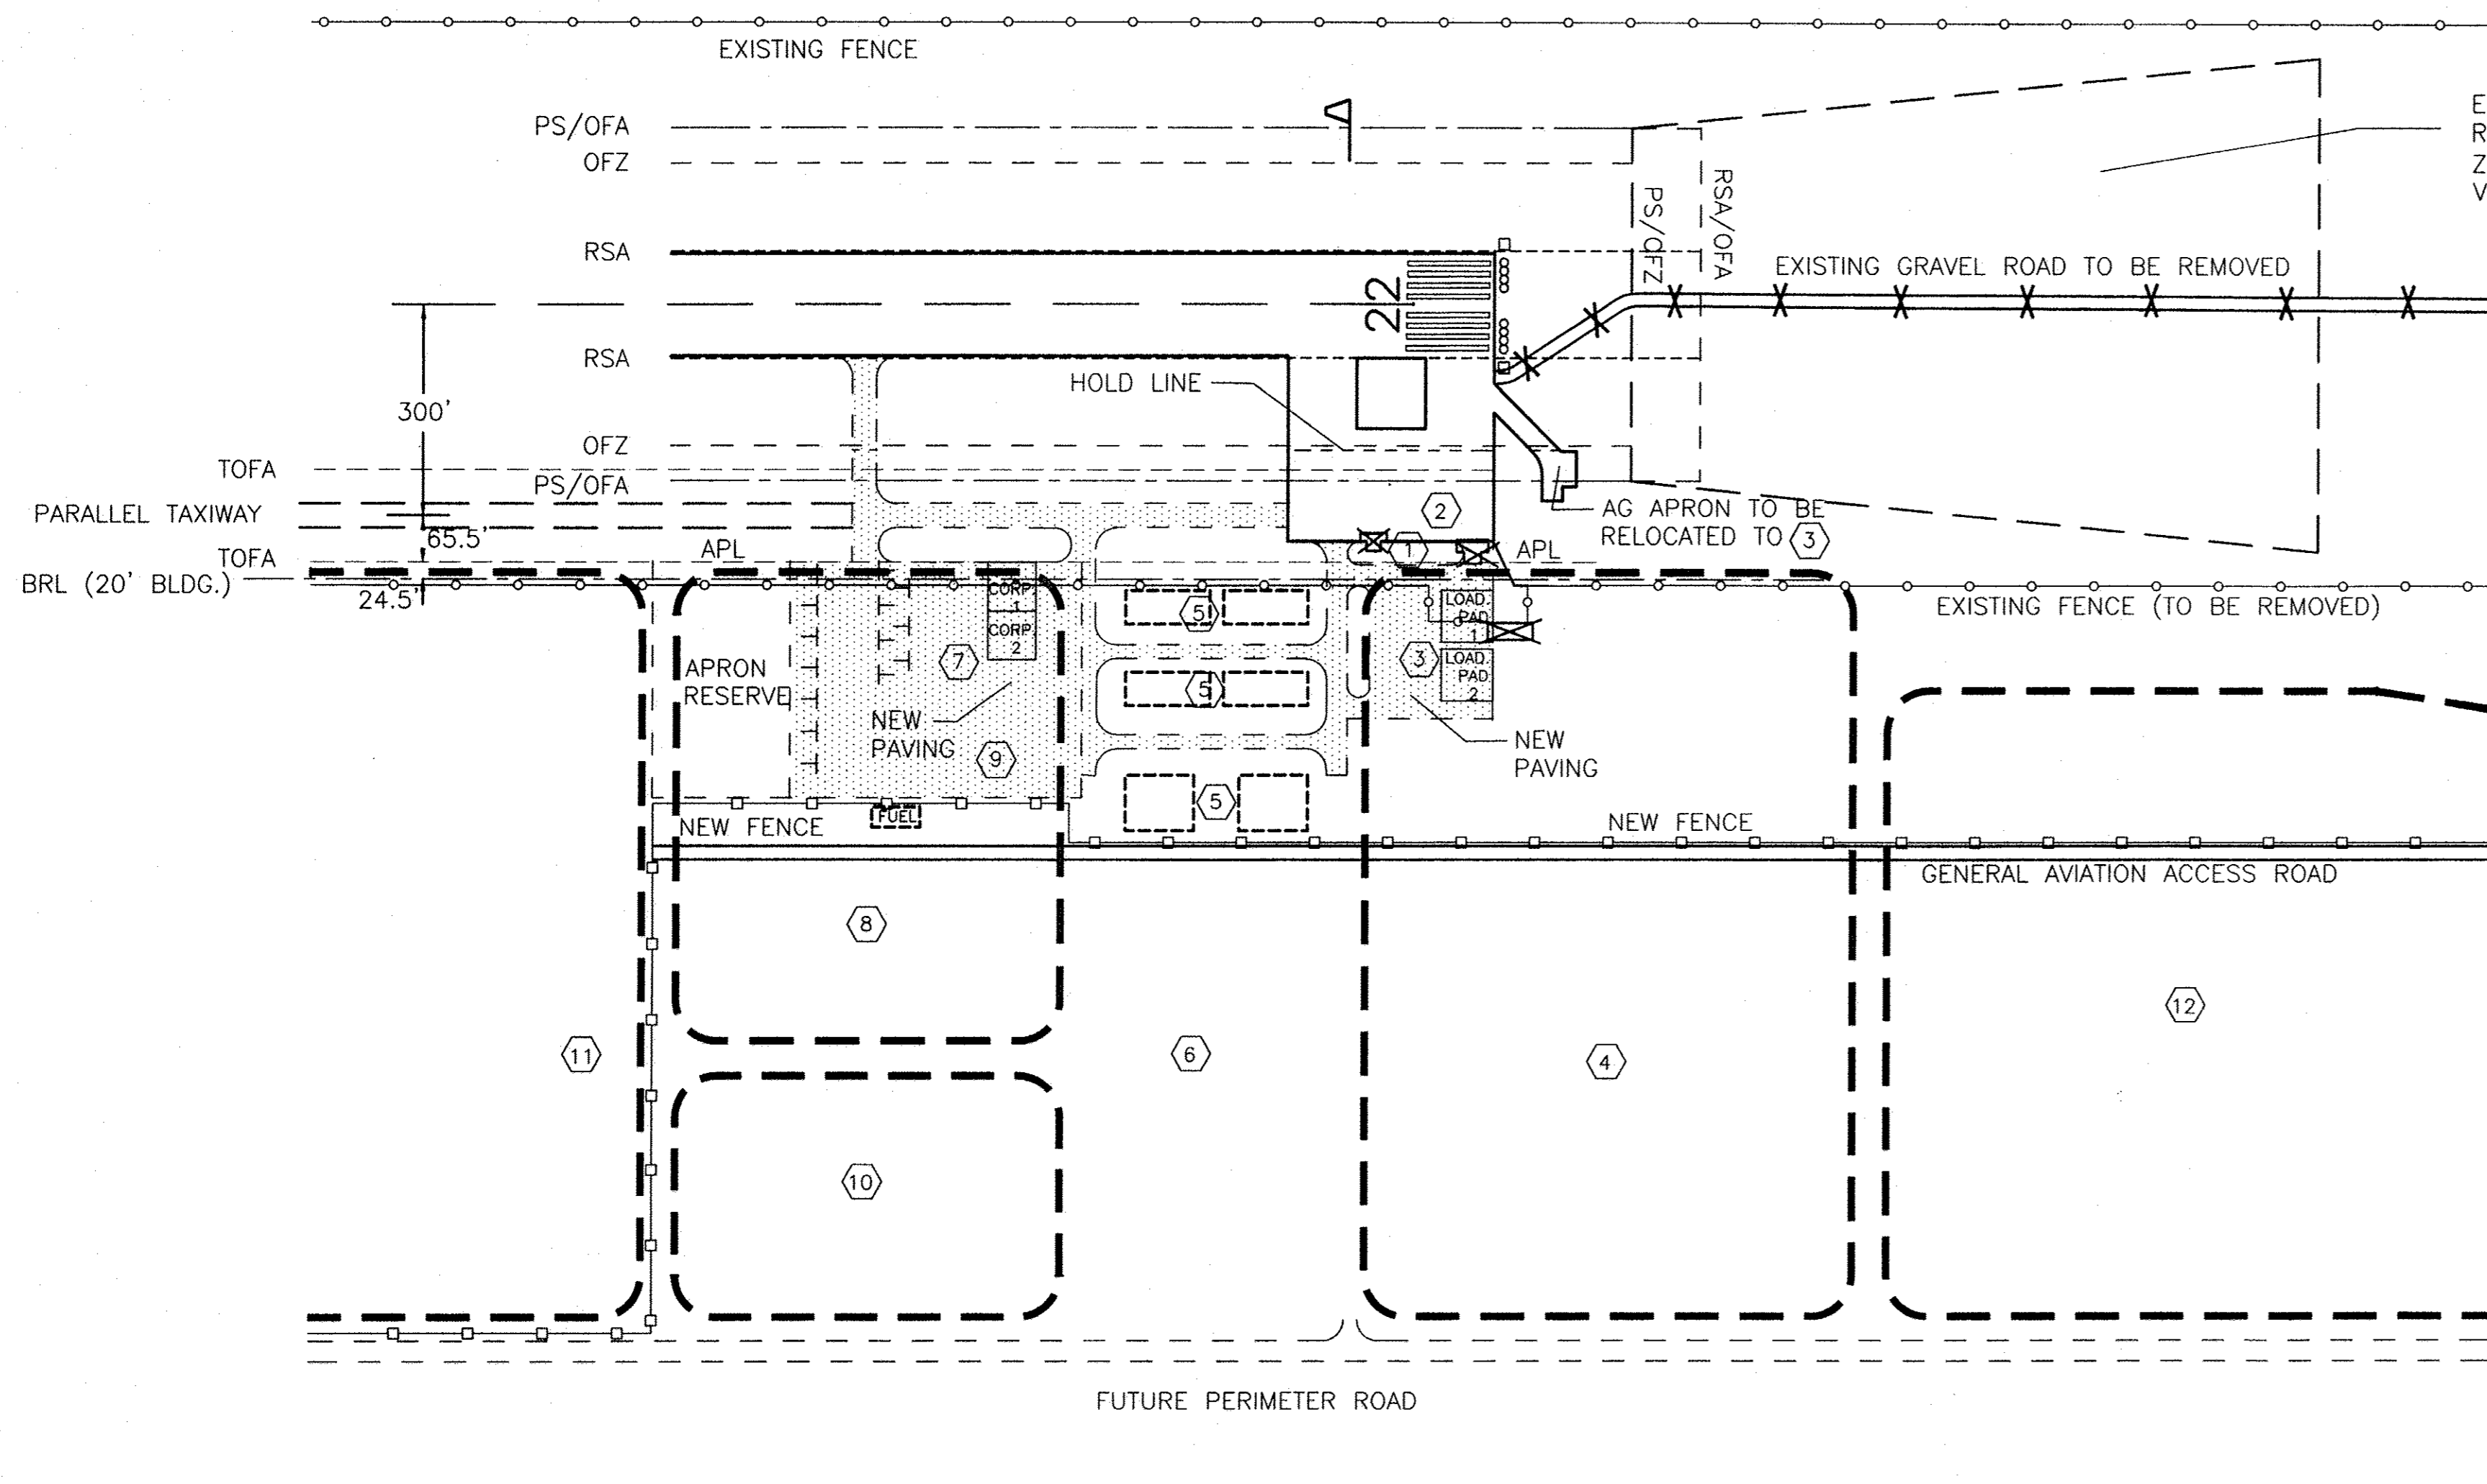 EXISTING FENCE
PS/OFA
OFZ
E
R
Z
V
RSA
PS/OFZ
RSA/OFA
EXISTING GRAVEL ROAD TO BE REMOVED
22
RSA
HOLD LINE
300'
OFZ
TOFA
PS/OFA
PARALLEL TAXIWAY
2
AG APRON TO BE
RELOCATED TO 3
65.5'
TOFA
APL
1
APL
BRL (20' BLDG.)
24.5'
CORP.
1
CORP.
2
5
LOAD.
PAD
1
EXISTING FENCE (TO BE REMOVED)
APRON
RESERVE
7
3
LOAD.
PAD
2
5
NEW
PAVING
9
NEW
PAVING
5
FUEL
NEW FENCE
NEW FENCE
GENERAL AVIATION ACCESS ROAD
8
12
11
6
4
10
FUTURE PERIMETER ROAD